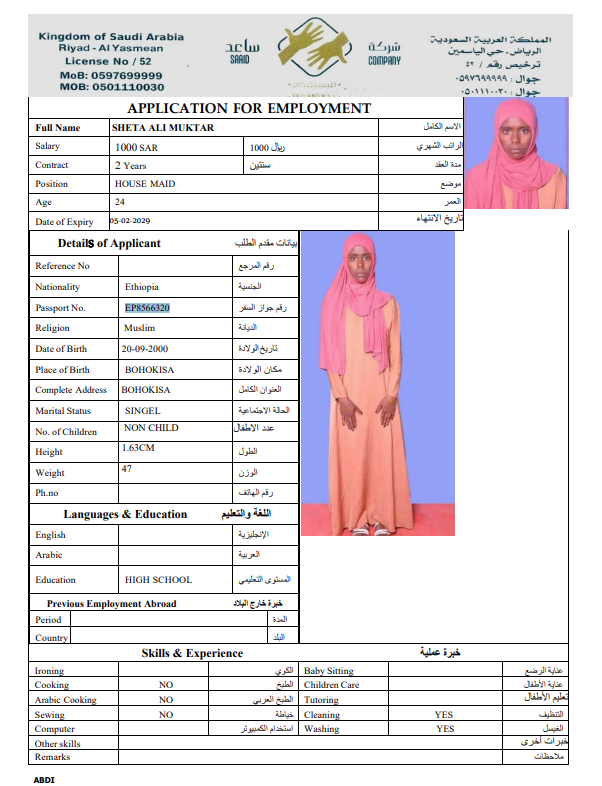 Kingdom of Saudi Arabia
Riyadh - Al Yasmean
License No / 52
MoB: 0597699999
MOB: 0501110030
ساعد
SAAID
شركة
COMPANY
المملكة العربية السعودية
الرياض. حي الياسمين
ترخيص رقم / ٥٢
جوال : ٠٥٩٧٦٩٩٩٩٩
جوال : ٠٥٠١١١٠٠٣٠
APPLICATION FOR EMPLOYMENT
Full Name SHETA ALI MUKTAR الاسم الكامل
Salary 1000 SAR 1000 ريال الراتب الشهري
Contract 2 Years سنتين مدة العقد
Position HOUSE MAID موضع
Age 24 العمر
Date of Expiry 05-02-2029 تاريخ الانتهاء
Details of Applicant بيانات مقدم الطلب
Reference No رقم المرجع
Nationality Ethiopia الجنسية
Passport No. EP8566320 رقم جواز السفر
Religion Muslim الديانة
Date of Birth 20-09-2000 تاريخ الولادة
Place of Birth BOHOKISA مكان الولادة
Complete Address BOHOKISA العنوان الكامل
Marital Status SINGEL الحالة الاجتماعية
No. of Children NON CHILD عدد الاطفال
Height 1.63CM الطول
Weight 47 الوزن
Ph.no رقم الهاتف
Languages & Education اللغة والتعليم
English الإنجليزية
Arabic العربية
Education HIGH SCHOOL المستوى التعليمي
Previous Employment Abroad خبرة خارج البلاد
Period المدة
Country البلد
Skills & Experience خبرة عملية
Ironing الكوي Baby Sitting عناية الرضع
Cooking NO الطبخ Children Care عناية الأطفال
Arabic Cooking NO الطبخ العربي Tutoring تعليم الأطفال
Sewing NO خياطة Cleaning YES التنظيف
Computer استخدام الكمبيوتر Washing YES الغسيل
Other skills خبرات أخرى
Remarks ملاحظات
ABDI